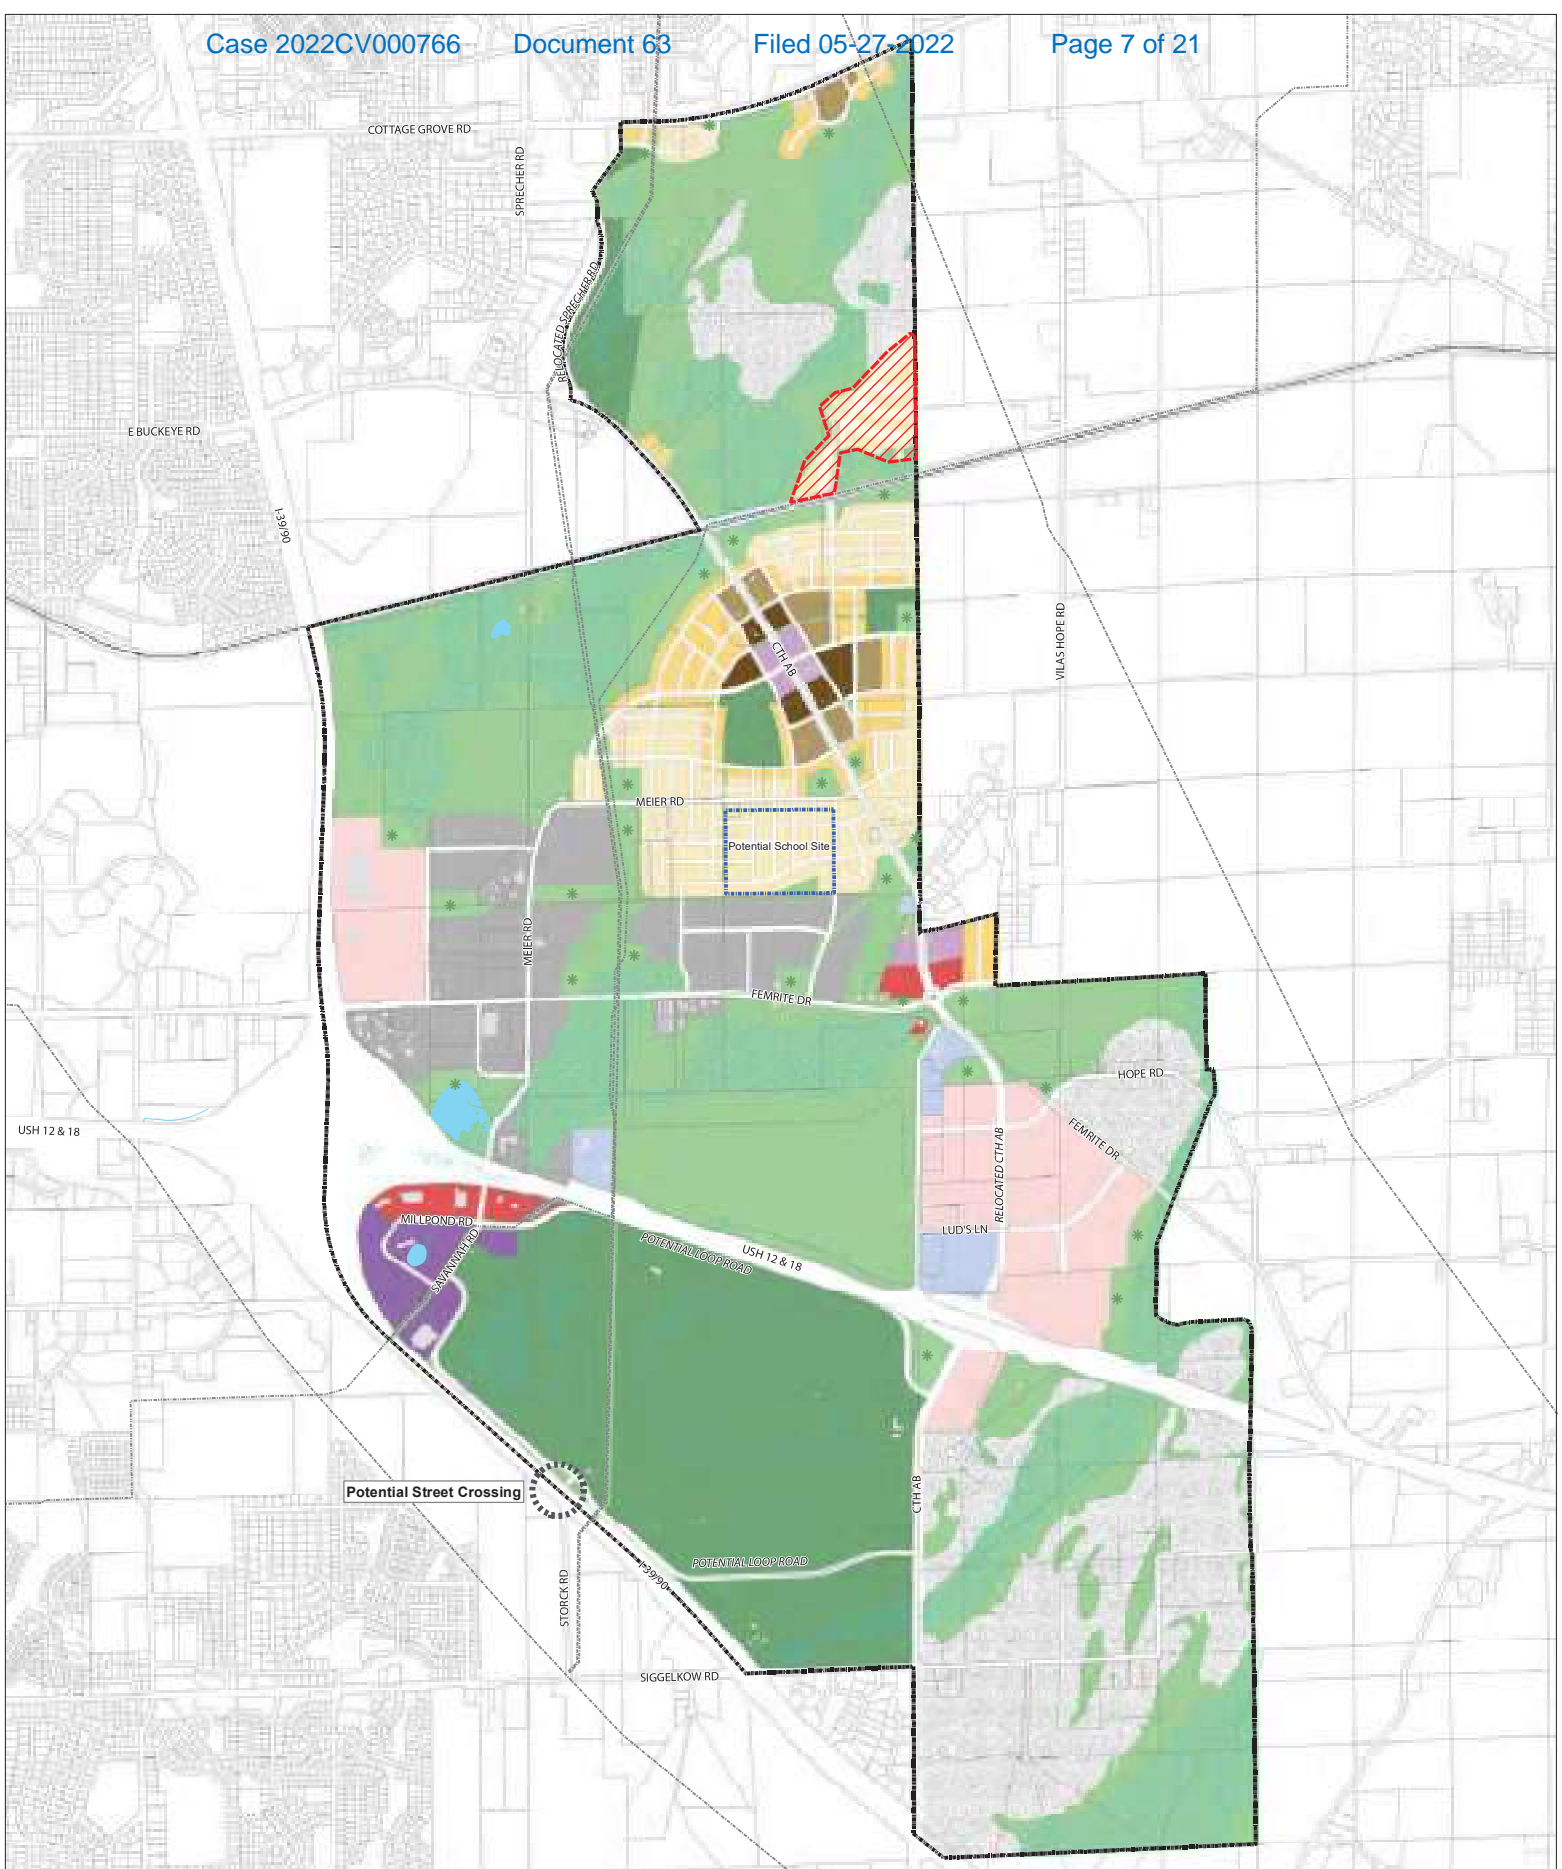 Case 2022CV000766 Document 63 Filed 05-27-2022 Page 7 of 21
COTTAGE GROVE RD
SPRECHER RD
RELOCATED SPRECHER RD
E BUCKEYE RD
I-39/90
VILAS HOPE RD
CTH AB
MEIER RD
Potential School Site
MEIER RD
FEMRITE DR
HOPE RD
FEMRITE DR
USH 12 & 18
RELOCATED CTH AB
MILLPOND RD
LUD'S LN
SAVANNAH RD
POTENTIAL LOOP ROAD
USH 12 & 18
Potential Street Crossing
CTH AB
POTENTIAL LOOP ROAD
I-39/90
STORCK RD
SIGGELKOW RD